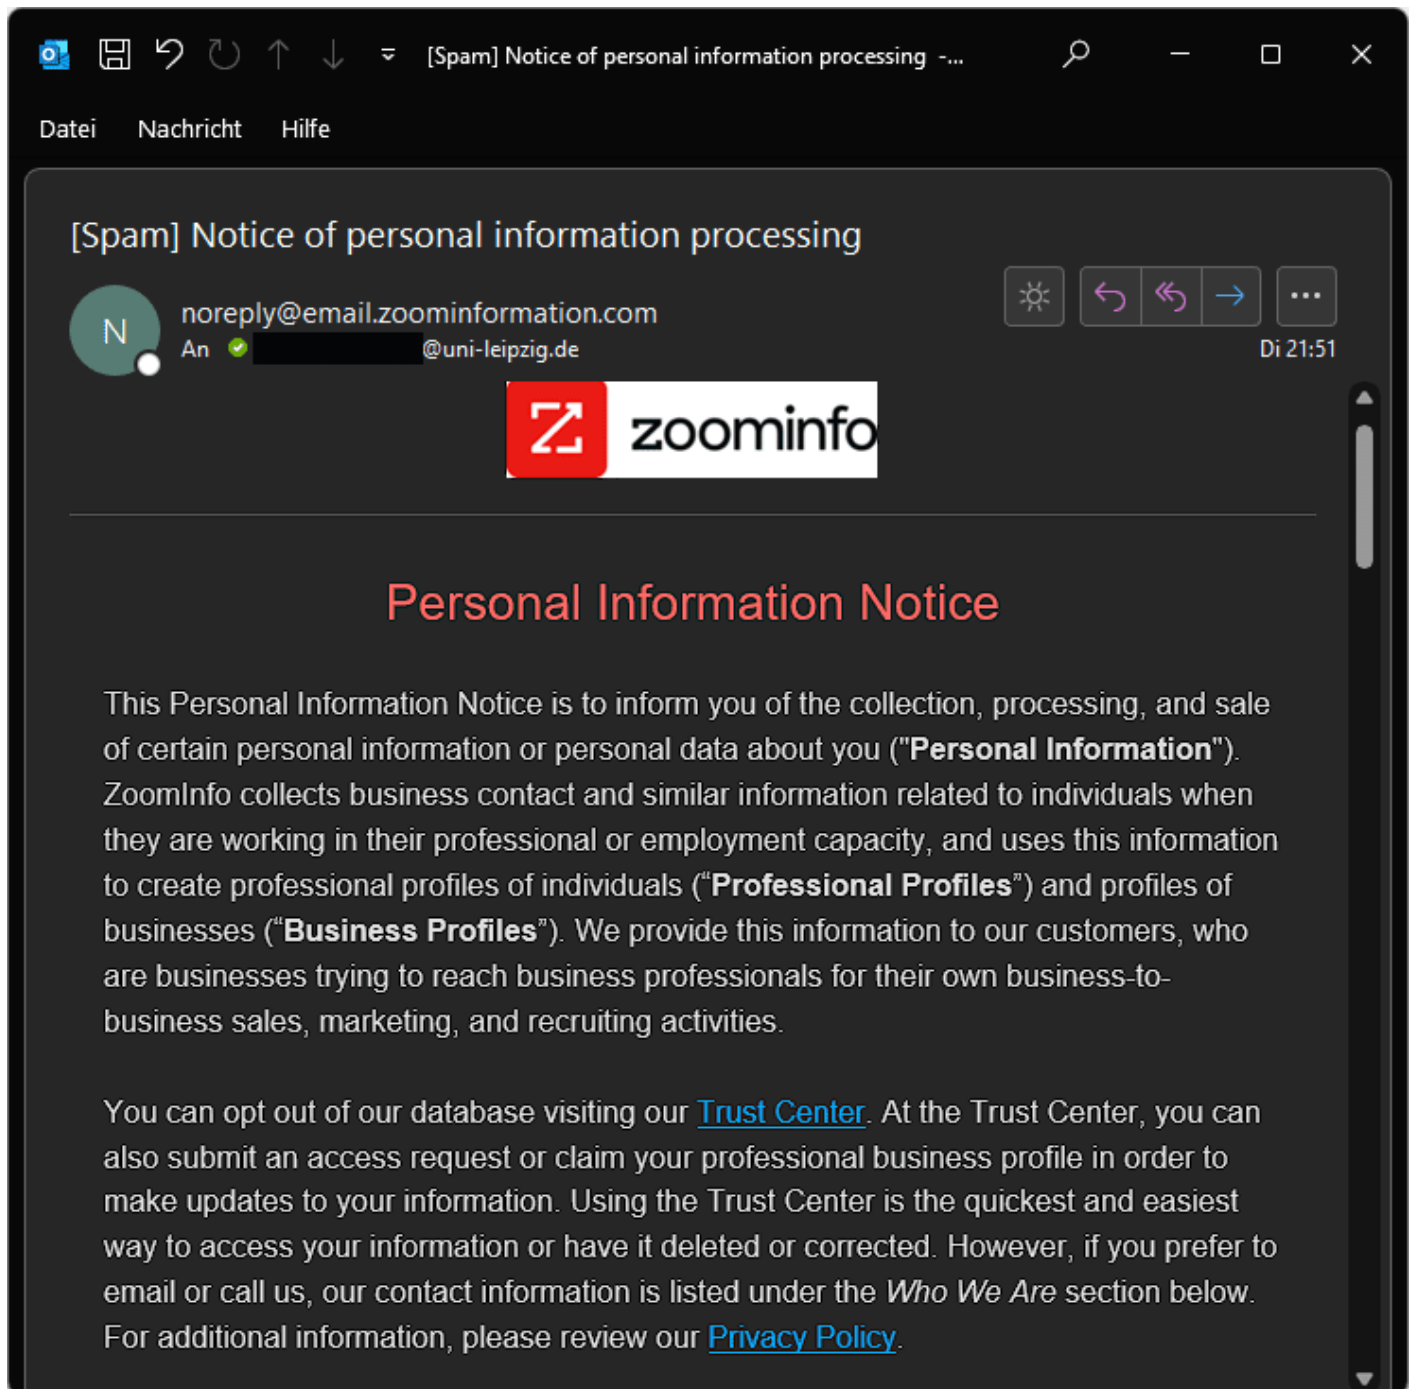 [Spam] Notice of personal information processing -...
Datei Nachricht Hilfe
[Spam] Notice of personal information processing
N
noreply@email.zoominformation.com
An @uni-leipzig.de
Di 21:51
zoominfo
Personal Information Notice
This Personal Information Notice is to inform you of the collection, processing, and sale
of certain personal information or personal data about you ("Personal Information").
ZoomInfo collects business contact and similar information related to individuals when
they are working in their professional or employment capacity, and uses this information
to create professional profiles of individuals (“Professional Profiles”) and profiles of
businesses (“Business Profiles”). We provide this information to our customers, who
are businesses trying to reach business professionals for their own business-to-
business sales, marketing, and recruiting activities.
You can opt out of our database visiting our Trust Center. At the Trust Center, you can
also submit an access request or claim your professional business profile in order to
make updates to your information. Using the Trust Center is the quickest and easiest
way to access your information or have it deleted or corrected. However, if you prefer to
email or call us, our contact information is listed under the Who We Are section below.
For additional information, please review our Privacy Policy.